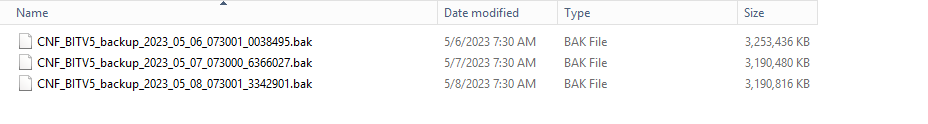 Name Date modified Type Size
CNF_BITV5_backup_2023_05_06_073001_0038495.bak 5/6/2023 7:30 AM BAK File 3,253,436 KB
CNF_BITV5_backup_2023_05_07_073000_6366027.bak 5/7/2023 7:30 AM BAK File 3,190,480 KB
CNF_BITV5_backup_2023_05_08_073001_3342901.bak 5/8/2023 7:30 AM BAK File 3,190,816 KB